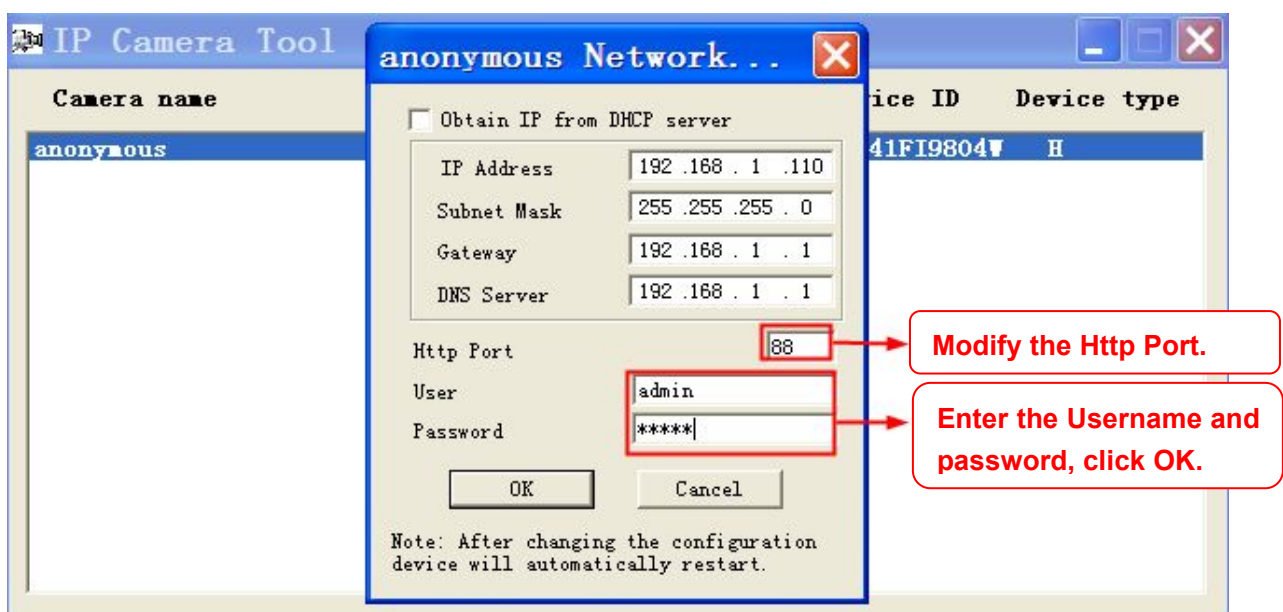 IP Camera Tool
anonymous Network...
Camera name
ice ID Device type
anonymous
41FI9804W H
Obtain IP from DHCP server
IP Address 192 .168 . 1 .110
Subnet Mask 255 .255 .255 . 0
Gateway 192 .168 . 1 . 1
DNS Server 192 .168 . 1 . 1
Http Port 88
Modify the Http Port.
User admin
Password *****
Enter the Username and
password, click OK.
OK Cancel
Note: After changing the configuration
device will automatically restart.